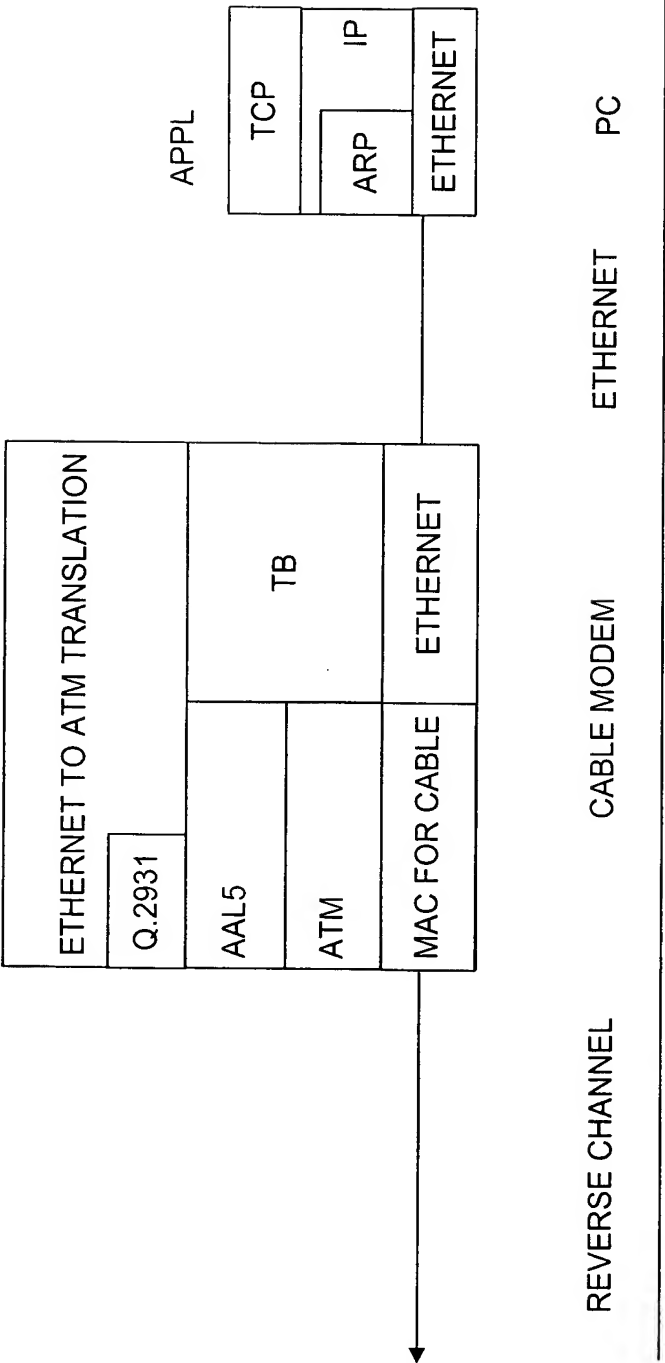 APPL
TCP
IP
ARP
ETHERNET
ETHERNET TO ATM TRANSLATION
Q.2931
AAL5
TB
ATM
MAC FOR CABLE
ETHERNET
REVERSE CHANNEL
CABLE MODEM
ETHERNET
PC